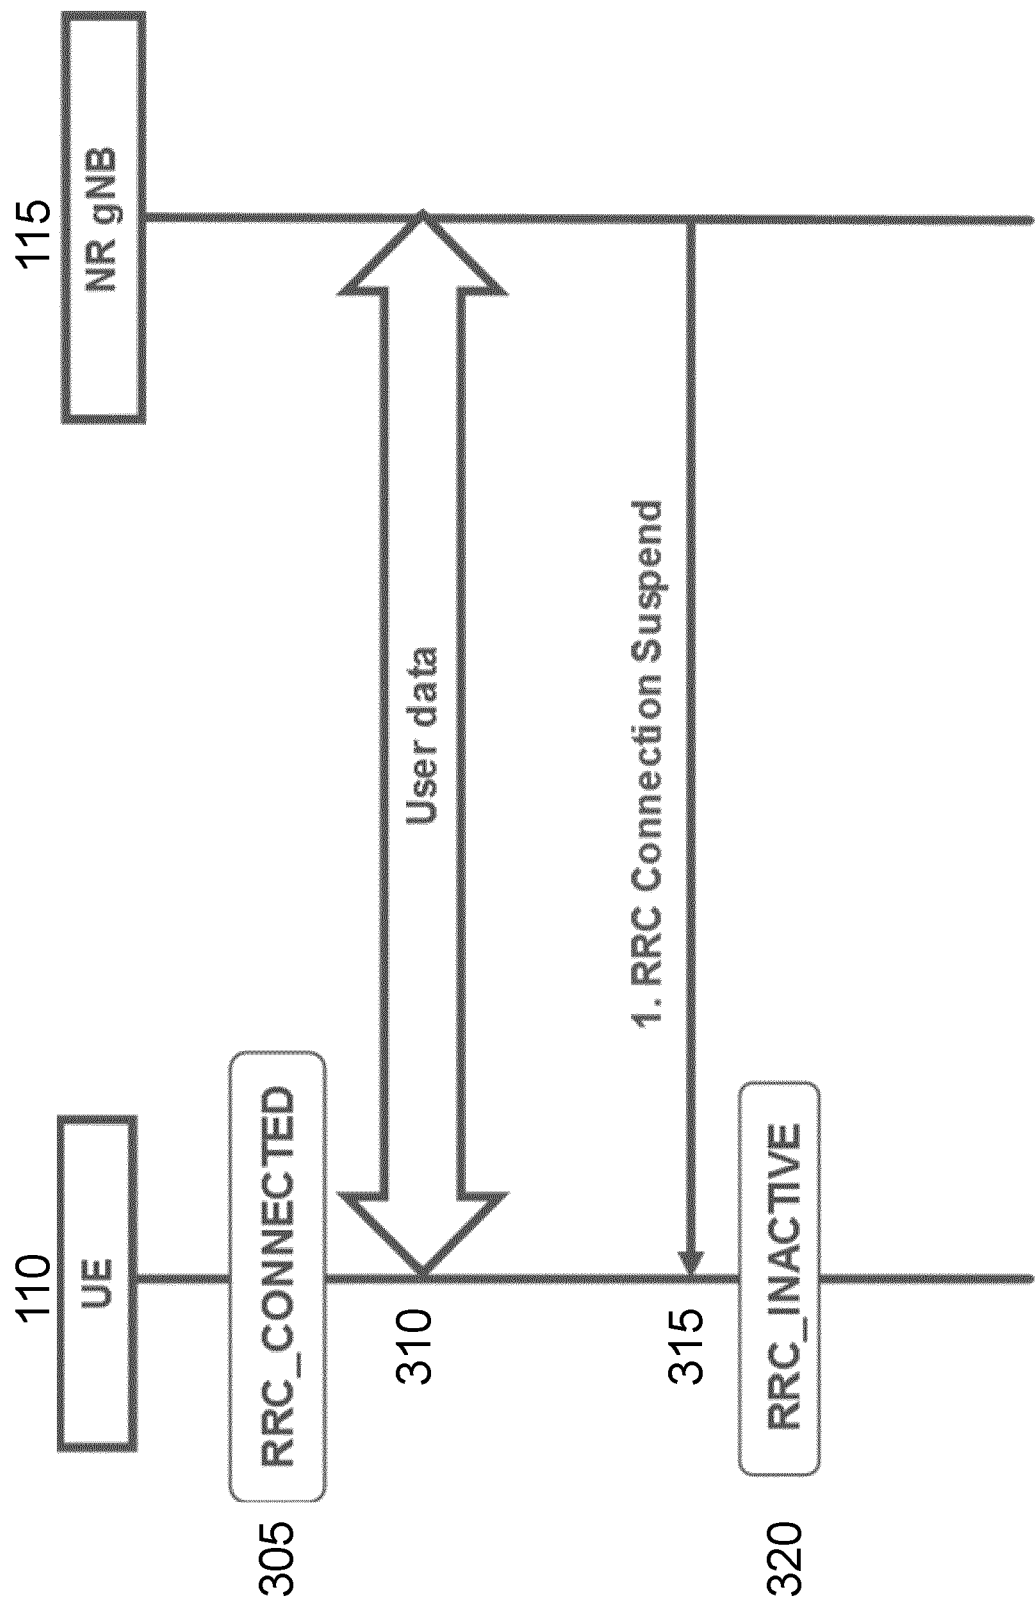 110
115
UE
NR gNB
305
RRC_CONNECTED
310
User data
315
1. RRC Connection Suspend
320
RRC_INACTIVE